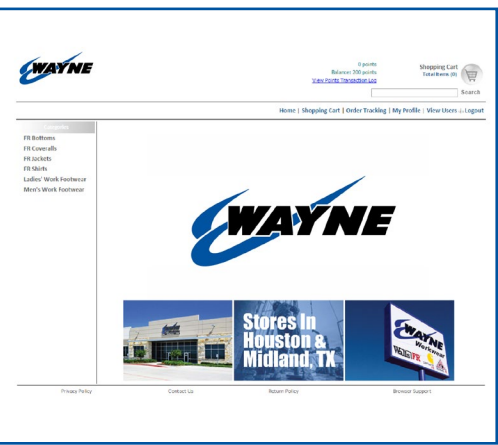 WAYNE
0 points
Balance: 200 points
View Points Transaction Log
Shopping Cart
Total Items (0)
Search
Home | Shopping Cart | Order Tracking | My Profile | View Users Logout
Categories
FR Bottoms
FR Coveralls
FR Jackets
FR Shirts
Ladies' Work Footwear
Men's Work Footwear
WAYNE
Stores In
Houston &
Midland, TX
WAYNE
Workwear
Privacy Policy
Contact Us
Return Policy
Browser Support